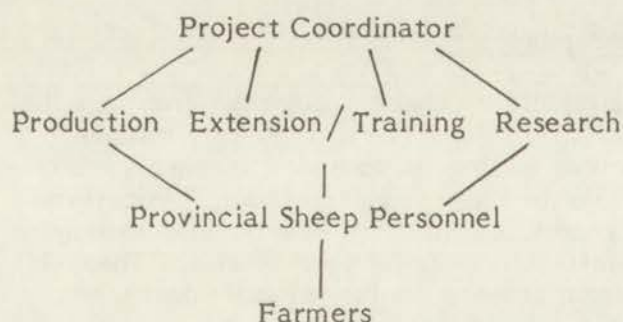 Project Coordinator
Production Extension / Training Research
Provincial Sheep Personnel
Farmers